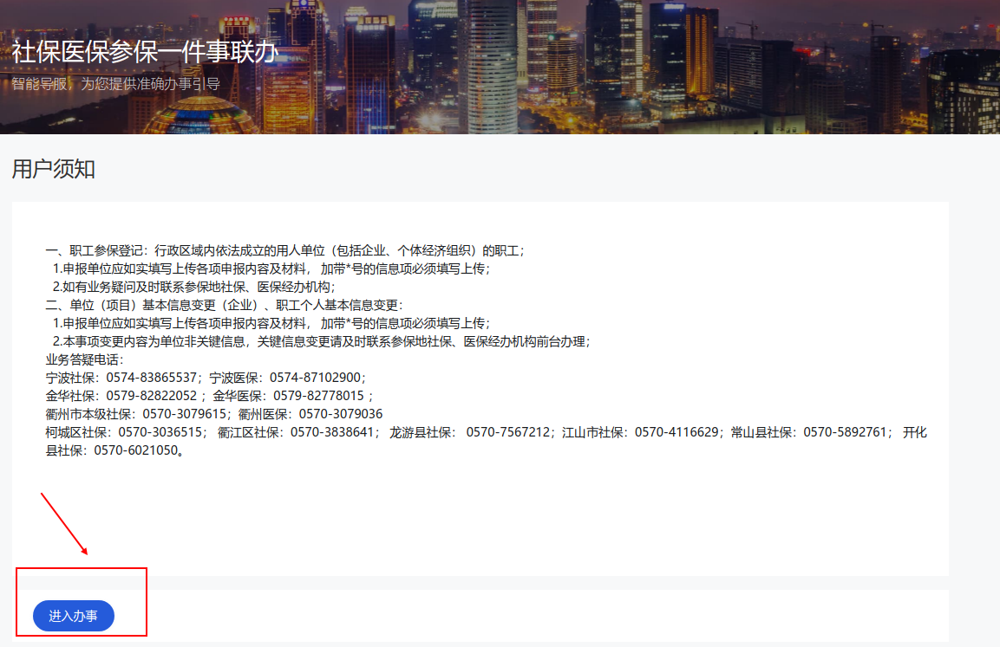 社保医保参保一件事联办
智能导服，为您提供准确办事引导
用户须知
一、职工参保登记：行政区域内依法成立的用人单位（包括企业、个体经济组织）的职工；
1.申报单位应如实填写上传各项申报内容及材料， 加带*号的信息项必须填写上传；
2.如有业务疑问及时联系参保地社保、医保经办机构；
二、单位（项目）基本信息变更（企业）、职工个人基本信息变更：
1.申报单位应如实填写上传各项申报内容及材料， 加带*号的信息项必须填写上传；
2.本事项变更内容为单位非关键信息，关键信息变更请及时联系参保地社保、医保经办机构前台办理；
业务答疑电话：
宁波社保：0574-83865537；宁波医保：0574-87102900；
金华社保：0579-82822052 ；金华医保：0579-82778015 ；
衢州市本级社保：0570-3079615；衢州医保：0570-3079036
柯城区社保：0570-3036515； 衢江区社保：0570-3838641； 龙游县社保： 0570-7567212；江山市社保：0570-4116629；常山县社保：0570-5892761； 开化
县社保：0570-6021050。
进入办事